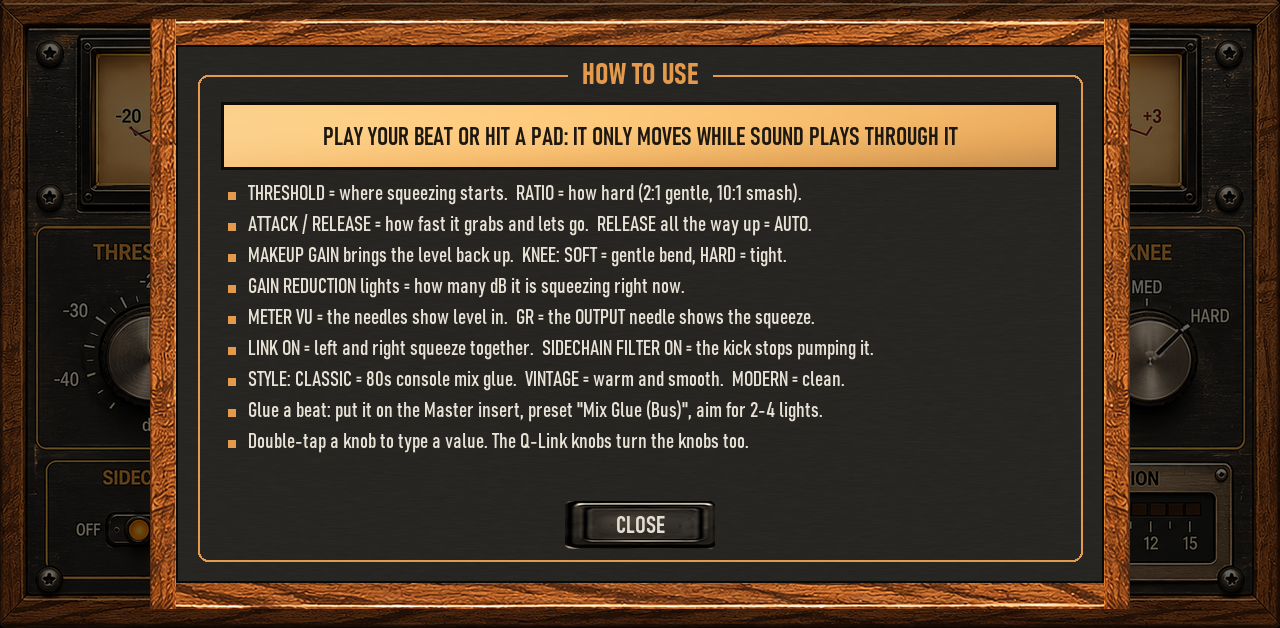 HOW TO USE
PLAY YOUR BEAT OR HIT A PAD: IT ONLY MOVES WHILE SOUND PLAYS THROUGH IT
THRESHOLD = where squeezing starts.  RATIO = how hard (2:1 gentle, 10:1 smash).
ATTACK / RELEASE = how fast it grabs and lets go.  RELEASE all the way up = AUTO.
MAKEUP GAIN brings the level back up.  KNEE: SOFT = gentle bend, HARD = tight.
GAIN REDUCTION lights = how many dB it is squeezing right now.
METER VU = the needles show level in.  GR = the OUTPUT needle shows the squeeze.
LINK ON = left and right squeeze together.  SIDECHAIN FILTER ON = the kick stops pumping it.
STYLE: CLASSIC = 80s console mix glue.  VINTAGE = warm and smooth.  MODERN = clean.
Glue a beat: put it on the Master insert, preset "Mix Glue (Bus)", aim for 2-4 lights.
Double-tap a knob to type a value. The Q-Link knobs turn the knobs too.
CLOSE
-20
+3
THRES
KNEE
-2
MED
-30
HARD
-40
d
SIDEC
ION
OFF
12 15